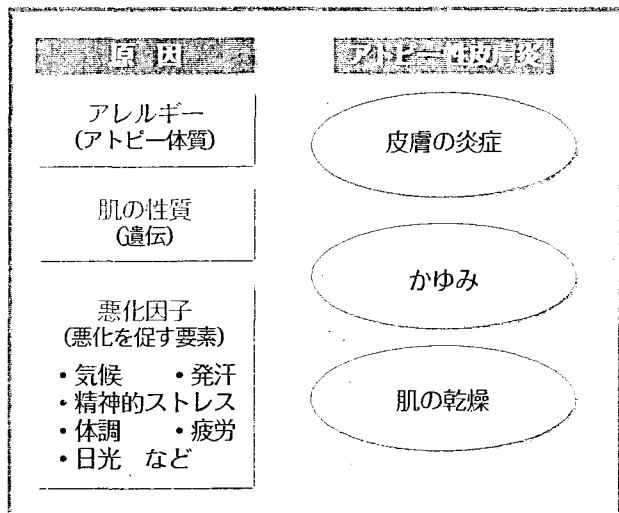 原 因
アレルギー
(アトピー体質)
肌の性質
(遺伝)
悪化因子
(悪化を促す要素)
・気候 ・発汗
・精神的ストレス
・体調 ・疲労
・日光 など
アトピー性皮膚炎
皮膚の炎症
かゆみ
肌の乾燥